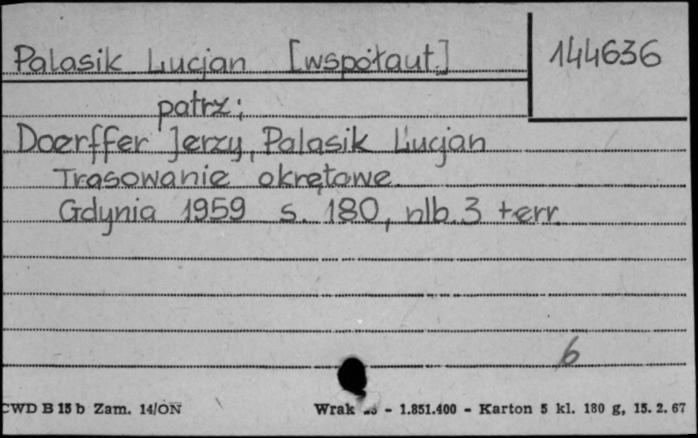 Palasik Lucjan [współaut.] 144636
patrz:
Doerffer Jerzy, Palasik Lucjan
Trasowanie okrętowe.
Gdynia 1959 s. 180, nlb. 3 + err.
6
CWD B 15 b Zam. 14/ON Wrak - 1.851.400 - Karton 5 kl. 180 g, 15. 2. 67